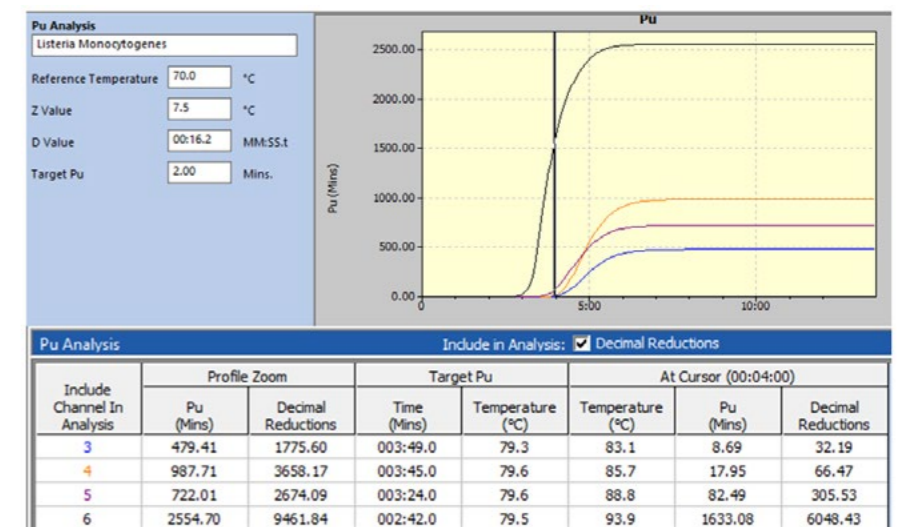 Pu Analysis
Listeria Monocytogenes
Reference Temperature 70.0 °C
Z Value 7.5 °C
D Value 00:16.2 MM:SS.t
Target Pu 2.00 Mins.
Pu
Pu (Mins)
2500.00
2000.00
1500.00
1000.00
500.00
0.00
0 5:00 10:00
Pu Analysis Include in Analysis: Decimal Reductions
Include Channel In Analysis Profile Zoom Target Pu At Cursor (00:04:00)
Pu (Mins) Decimal Reductions Time (Mins) Temperature (°C) Temperature (°C) Pu (Mins) Decimal Reductions
3 479.41 1775.60 003:49.0 79.3 83.1 8.69 32.19
4 987.71 3658.17 003:45.0 79.6 85.7 17.95 66.47
5 722.01 2674.09 003:24.0 79.6 88.8 82.49 305.53
6 2554.70 9461.84 002:42.0 79.5 93.9 1633.08 6048.43